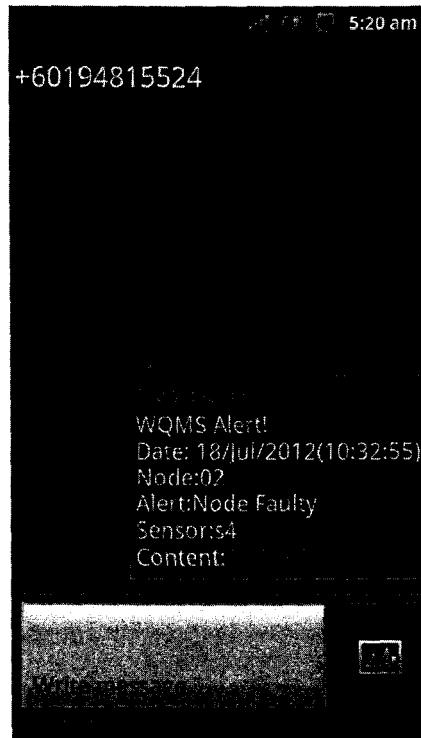 5:20 am
+60194815524
WQMS Alert!
Date: 18/Jul/2012(10:32:55)
Node:02
Alert:Node Faulty
Sensor:s4
Content: